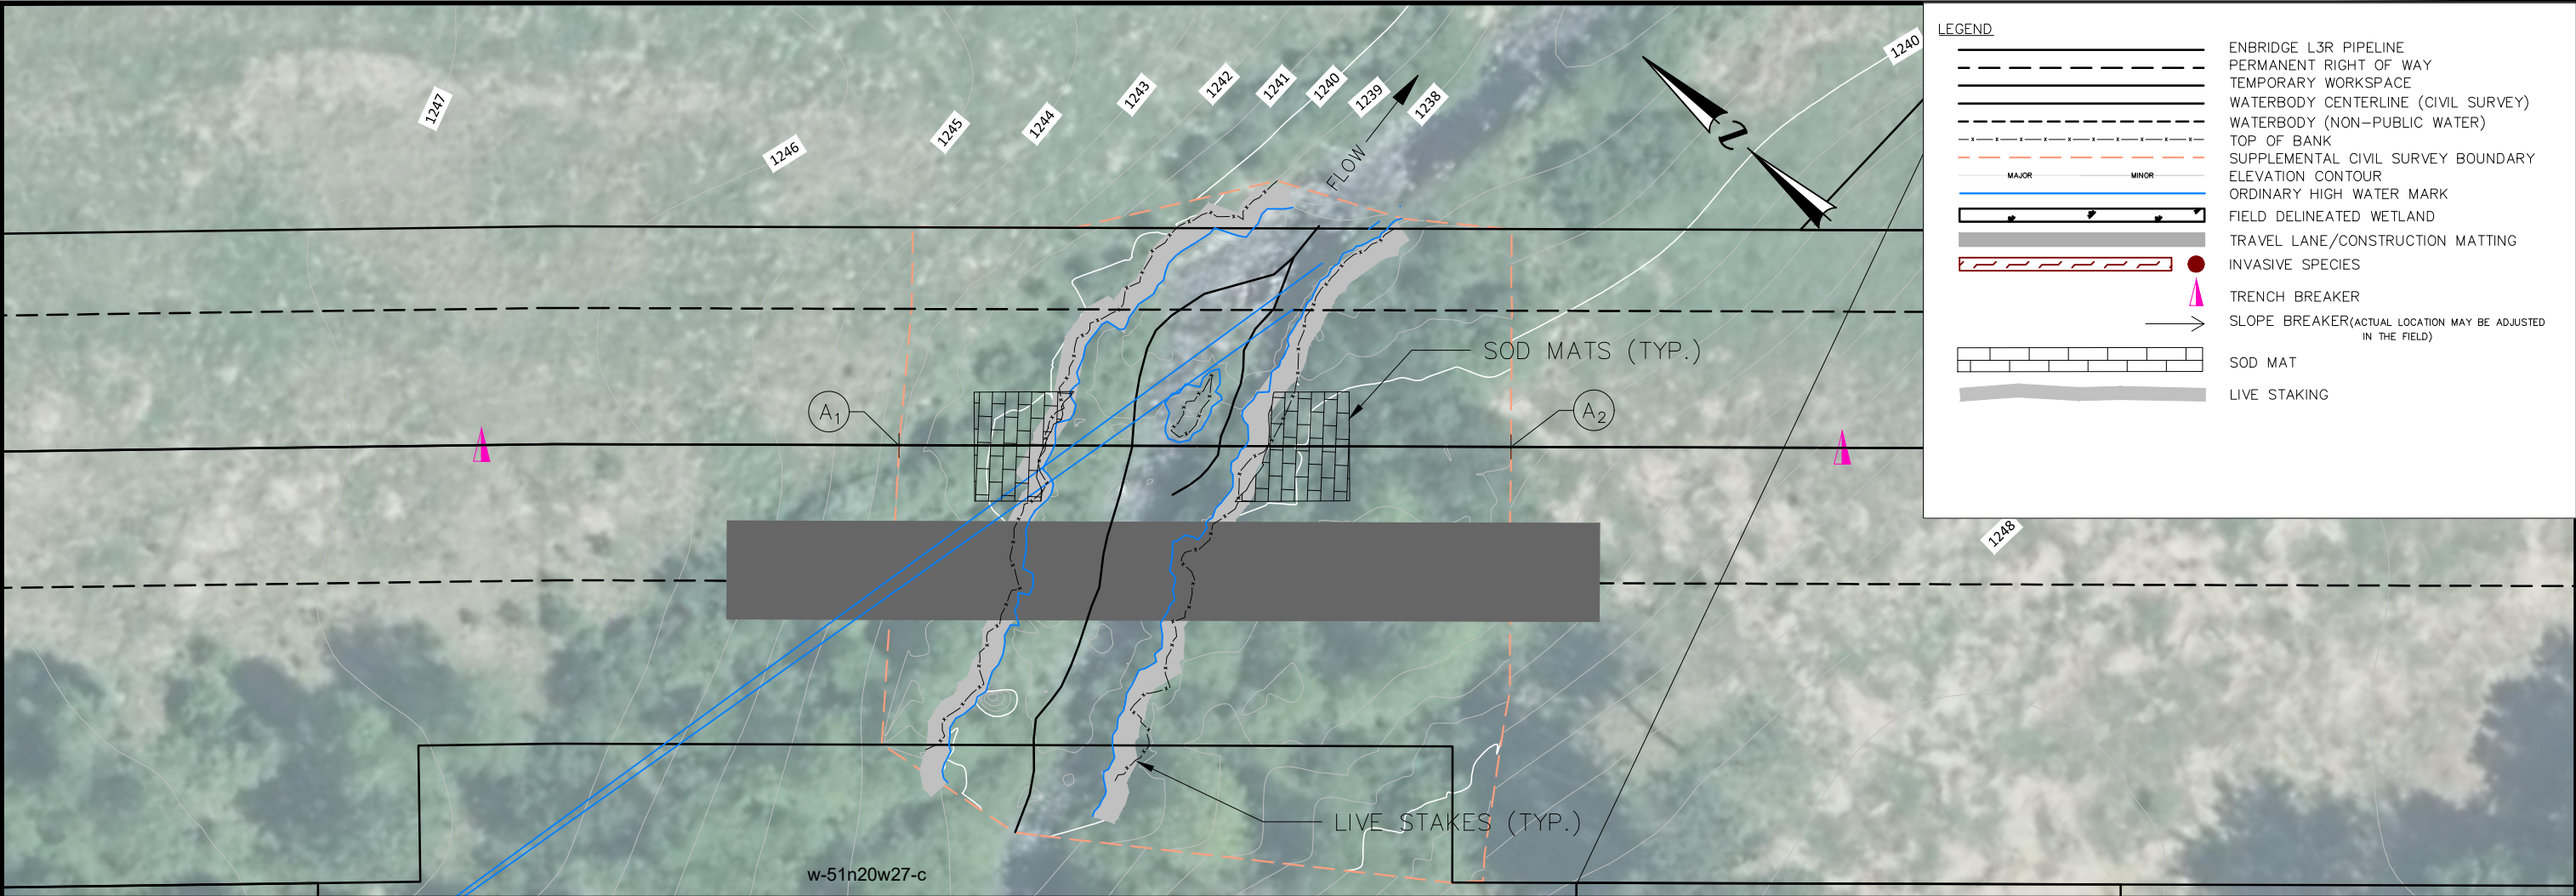 LEGEND
ENBRIDGE L3R PIPELINE
PERMANENT RIGHT OF WAY
TEMPORARY WORKSPACE
WATERBODY CENTERLINE (CIVIL SURVEY)
WATERBODY (NON-PUBLIC WATER)
TOP OF BANK
SUPPLEMENTAL CIVIL SURVEY BOUNDARY
MAJOR MINOR ELEVATION CONTOUR
ORDINARY HIGH WATER MARK
FIELD DELINEATED WETLAND
TRAVEL LANE/CONSTRUCTION MATTING
INVASIVE SPECIES
TRENCH BREAKER
SLOPE BREAKER(ACTUAL LOCATION MAY BE ADJUSTED
IN THE FIELD)
SOD MAT
LIVE STAKING
1247
1246
1245
1244
1243
1242
1241
1240
1239
1238
1240
FLOW
N
SOD MATS (TYP.)
A1
A2
1248
LIVE STAKES (TYP.)
w-51n20w27-c